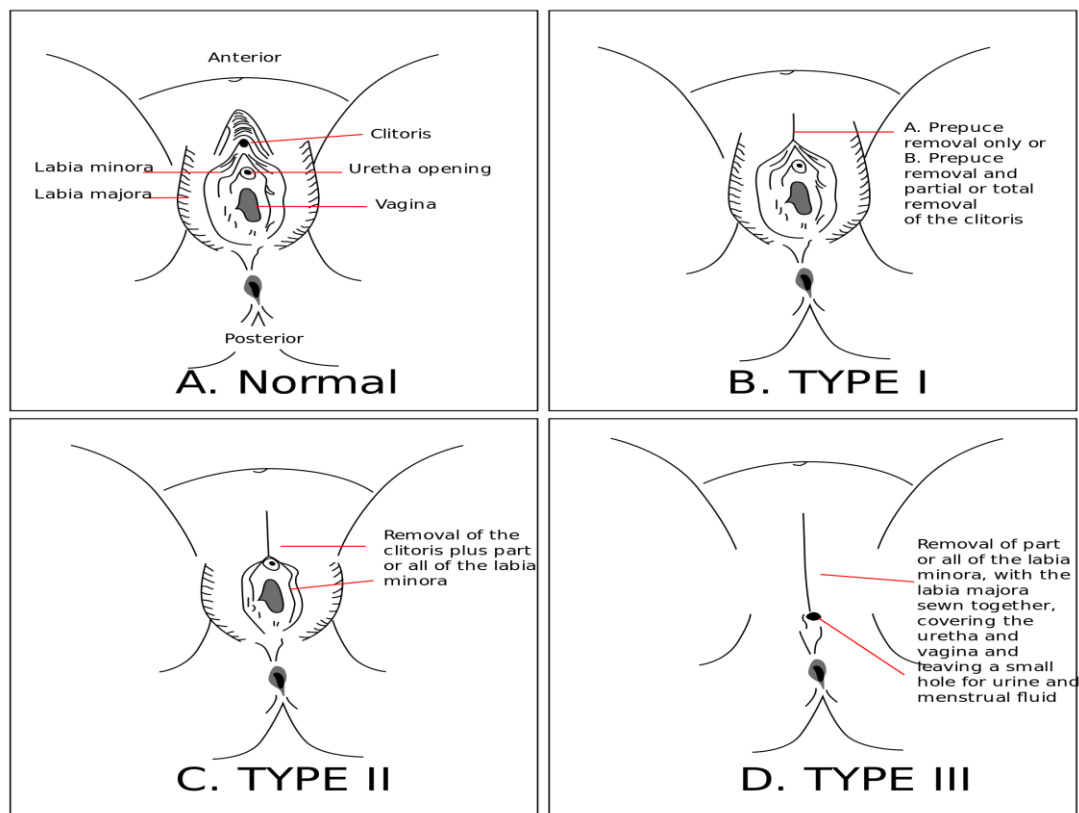 Anterior
Clitoris
Labia minora
Uretha opening
Labia majora
Vagina
Posterior
A. Normal
A. Prepuce
removal only or
B. Prepuce
removal and
partial or total
removal
of the clitoris
B. TYPE I
Removal of the
clitoris plus part
or all of the labia
minora
C. TYPE II
Removal of part
or all of the labia
minora, with the
labia majora
sewn together,
covering the
uretha and
vagina and
leaving a small
hole for urine and
menstrual fluid
D. TYPE III